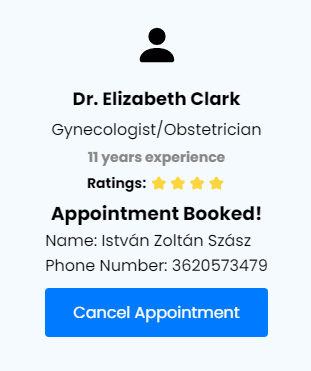 Dr. Elizabeth Clark
Gynecologist/Obstetrician
11 years experience
Ratings: ★★★★
Appointment Booked!
Name: István Zoltán Szász
Phone Number: 3620573479
Cancel Appointment